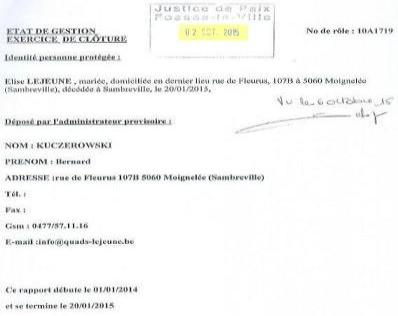 Justice de Paix
Fosses-la-Ville
02 OCT. 2015
ETAT DE GESTION
EXERCICE DE CLÔTURE
No de rôle : 10A1719
Identité personne protégée :
Elise LEJEUNE, mariée, domiciliée en dernier lieu rue de Fleurus, 107B à 5060 Moignelée
(Sambreville), décédée à Sambreville, le 20/01/2015,
Vu le 6 octobre 15
Déposé par l'administrateur provisoire :
NOM : KUCZEROWSKI
PRENOM : Bernard
ADRESSE :rue de Fleurus 107B 5060 Moignelée (Sambreville)
Tél. :
Fax :
Gsm : 0477/57.11.16
E-mail :info@quads-lejeune.be
Ce rapport débute le 01/01/2014
et se termine le 20/01/2015